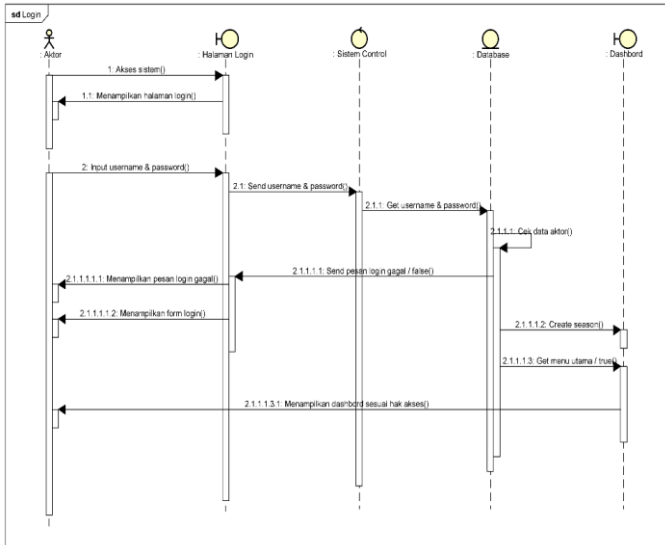 sd Login
: Aktor
: Halaman Login
: Sistem Control
: Database
: Dashbord
1: Akses sistem()
1.1: Menampilkan halaman login()
2: Input username & password()
2.1: Send username & password()
2.1.1: Get username & password()
2.1.1.1: Cek data aktor()
2.1.1.1.1: Send pesan login gagal / false()
2.1.1.1.1.1: Menampilkan pesan login gagal()
2.1.1.1.1.2: Menampilkan form login()
2.1.1.1.2: Create season()
2.1.1.1.3: Get menu utama / true()
2.1.1.1.3.1: Menampilkan dashbord sesuai hak akses()